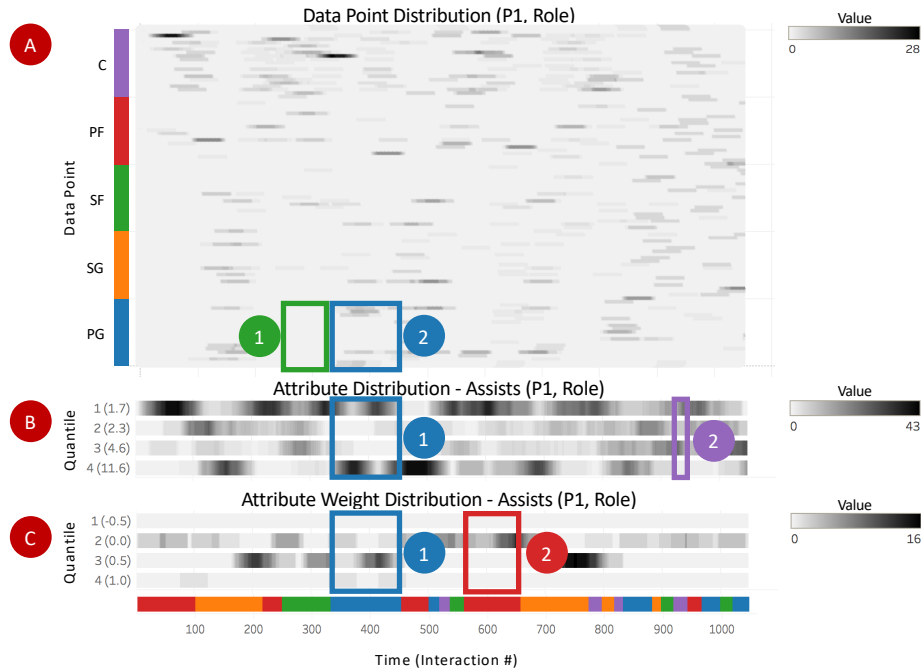 Data Point Distribution (P1, Role)
A
Value
0 28
C
PF
SF
SG
PG
Data Point
1
2
Attribute Distribution - Assists (P1, Role)
B
Value
0 43
Quantile
1 (1.7)
2 (2.3)
3 (4.6)
4 (11.6)
1
2
Attribute Weight Distribution - Assists (P1, Role)
C
Value
0 16
Quantile
1 (-0.5)
2 (0.0)
3 (0.5)
4 (1.0)
1
2
100 200 300 400 500 600 700 800 900 1000
Time (Interaction #)